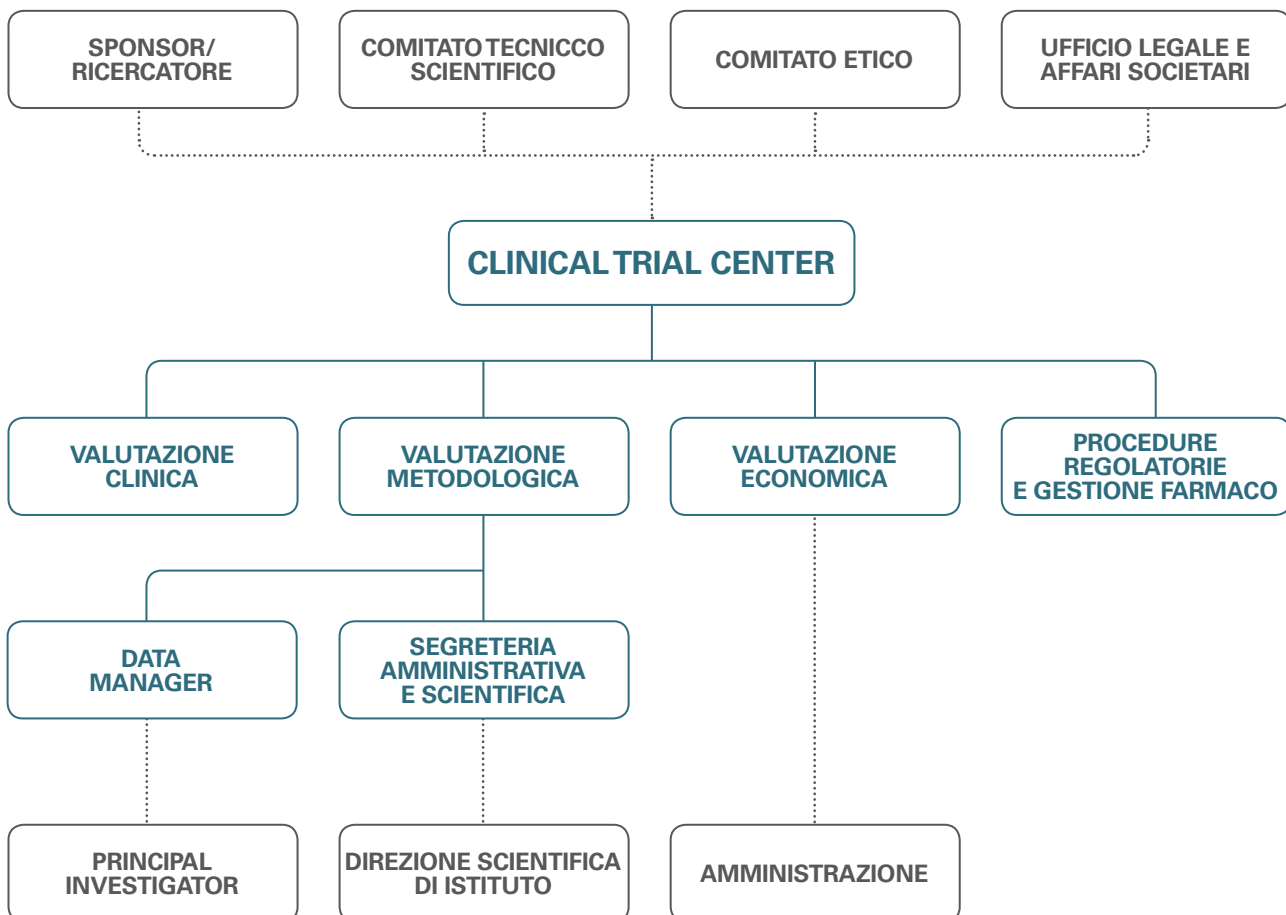 SPONSOR/
RICERCATORE
COMITATO TECNICCO
SCIENTIFICO
COMITATO ETICO
UFFICIO LEGALE E
AFFARI SOCIETARI
CLINICAL TRIAL CENTER
VALUTAZIONE
CLINICA
VALUTAZIONE
METODOLOGICA
VALUTAZIONE
ECONOMICA
PROCEDURE
REGOLATORIE
E GESTIONE FARMACO
DATA
MANAGER
SEGRETERIA
AMMINISTRATIVA
E SCIENTIFICA
PRINCIPAL
INVESTIGATOR
DIREZIONE SCIENTIFICA
DI ISTITUTO
AMMINISTRAZIONE